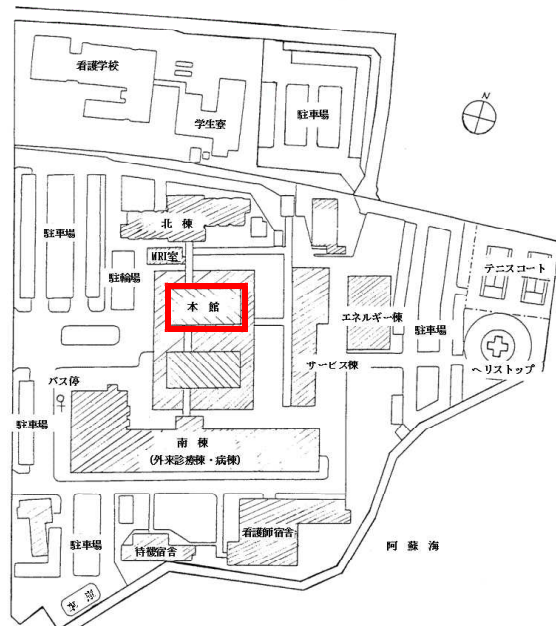 看護学校
学生寮
駐車場
N
北棟
MRI室
駐車場
駐輪場
本館
テニスコート
エネルギー棟
駐車場
ヘリストップ
サービス棟
バス停
駐車場
南棟
(外来診療棟・病棟)
看護師宿舎
駐車場
待機宿舎
阿蘇海